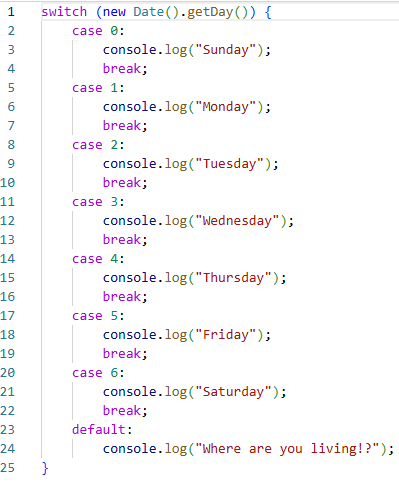 1 switch (new Date().getDay()) {
2     case 0:
3         console.log("Sunday");
4         break;
5     case 1:
6         console.log("Monday");
7         break;
8     case 2:
9         console.log("Tuesday");
10         break;
11     case 3:
12         console.log("Wednesday");
13         break;
14     case 4:
15         console.log("Thursday");
16         break;
17     case 5:
18         console.log("Friday");
19         break;
20     case 6:
21         console.log("Saturday");
22         break;
23     default:
24         console.log("Where are you living!?");
25 }